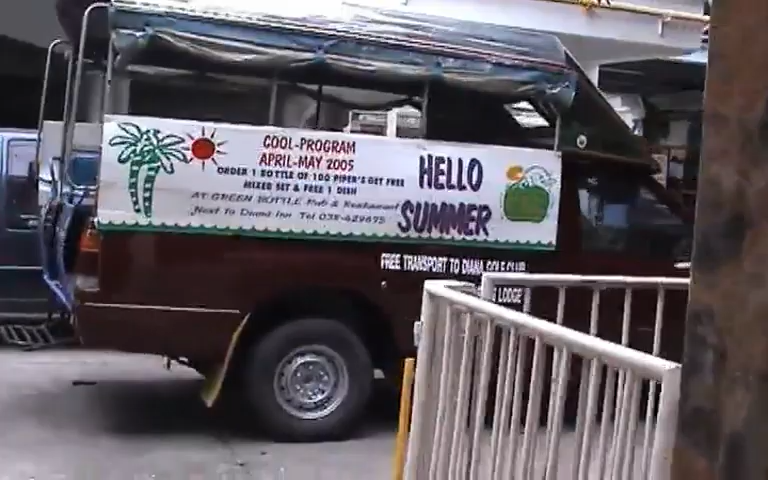 COOL-PROGRAM
APRIL-MAY 2005
ORDER 1 BOTTLE OF 100 PIPER'S GET FREE
MIXED SET & FREE 1 DISH
AT GREEN BOTTLE Pub & Restaurant
Next to Diana Inn Tel 038-429675
HELLO
SUMMER
FREE TRANSPORT TO DIANA GOLF CLUB
LODGE